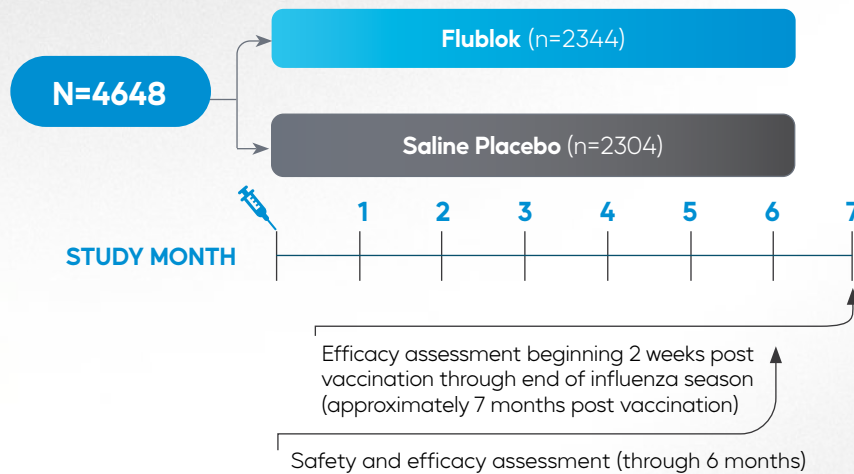 Flublok (n=2344)
N=4648
Saline Placebo (n=2304)
1 2 3 4 5 6 7
STUDY MONTH
Efficacy assessment beginning 2 weeks post
vaccination through end of influenza season
(approximately 7 months post vaccination)
Safety and efficacy assessment (through 6 months)